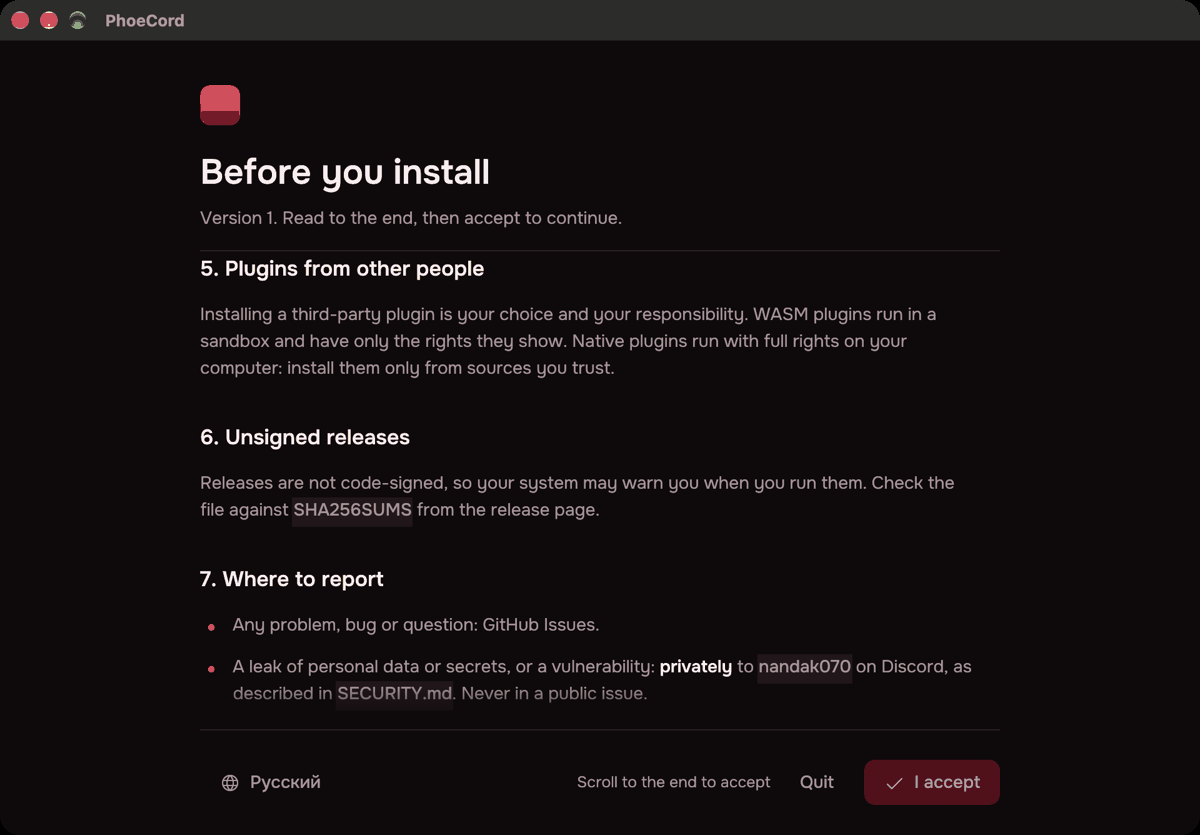 PhoeCord
Before you install
Version 1. Read to the end, then accept to continue.
5. Plugins from other people
Installing a third-party plugin is your choice and your responsibility. WASM plugins run in a
sandbox and have only the rights they show. Native plugins run with full rights on your
computer: install them only from sources you trust.
6. Unsigned releases
Releases are not code-signed, so your system may warn you when you run them. Check the
file against SHA256SUMS from the release page.
7. Where to report
Any problem, bug or question: GitHub Issues.
A leak of personal data or secrets, or a vulnerability: privately to nandak070 on Discord, as
described in SECURITY.md. Never in a public issue.
Русский
Scroll to the end to accept
Quit
I accept